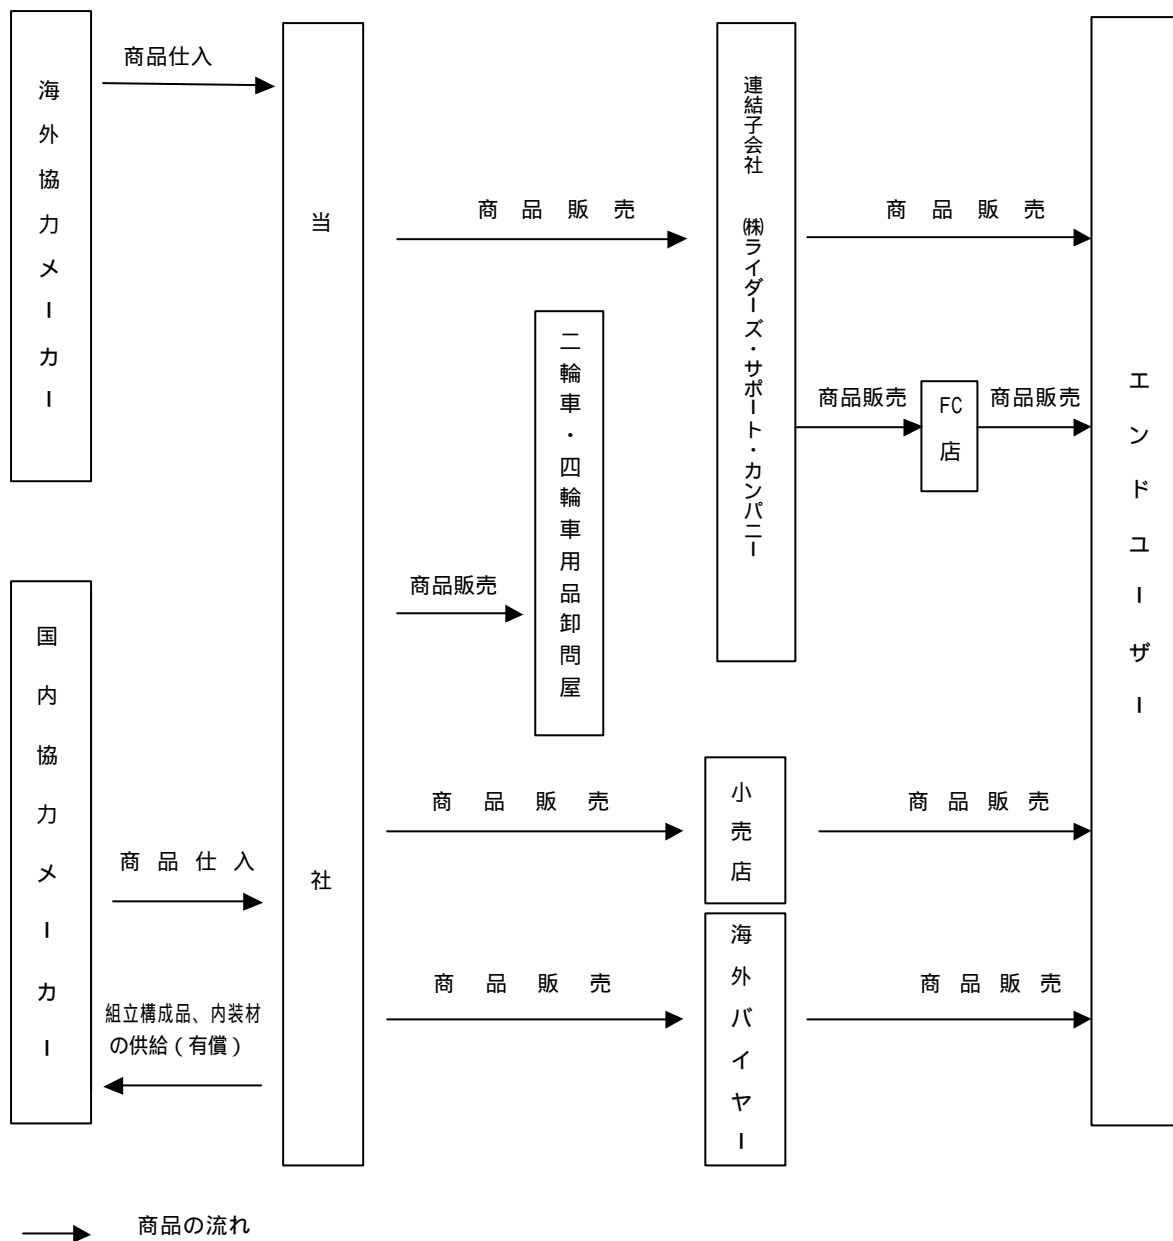 海外協力メーカー
商品仕入
国内協力メーカー
商品仕入
組立構成品、内装材
の供給（有償）
当社
商品販売
商品販売
二輪車・四輪車用品卸問屋
商品販売
商品販売
連結子会社 ㈱ライダーズ・サポート・カンパニー
小売店
海外バイヤー
商品販売
商品販売
FC
店
商品販売
商品販売
商品販売
エンドユーザー
商品の流れ